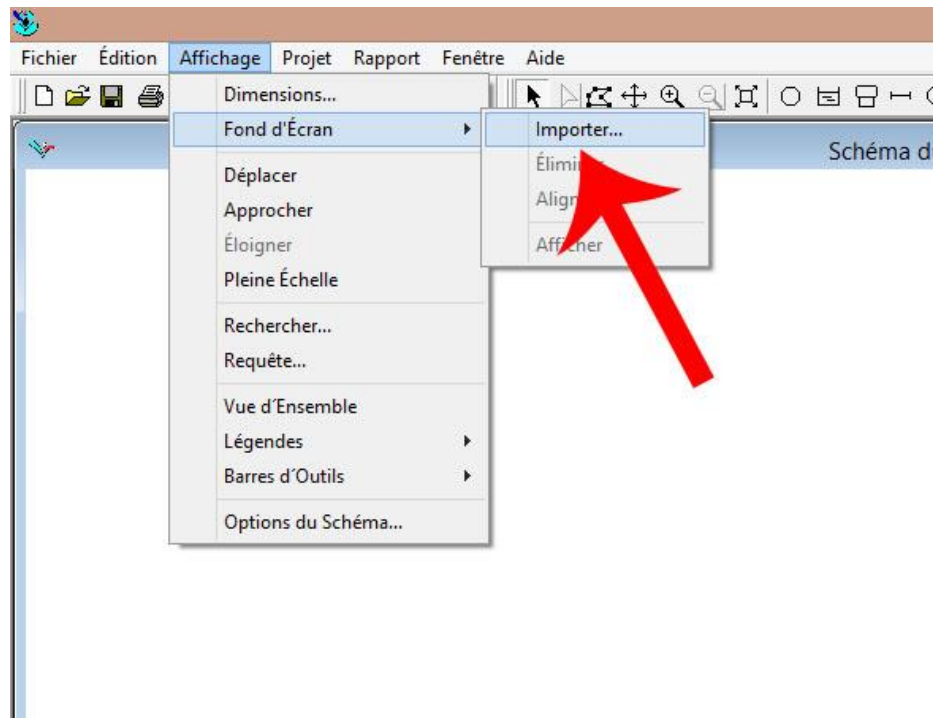 Fichier Édition Affichage Projet Rapport Fenêtre Aide
Dimensions...
Fond d'Écran
Importer...
Schéma d
Afficher
Déplacer
Approcher
Éloigner
Pleine Échelle
Rechercher...
Requête...
Vue d´Ensemble
Légendes
Barres d´Outils
Options du Schéma...